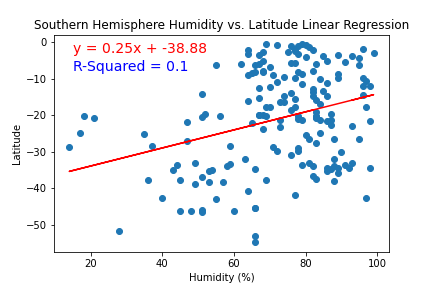 Southern Hemisphere Humidity vs. Latitude Linear Regression
y = 0.25x + -38.88
R-Squared = 0.1
0
−10
−20
−30
−40
−50
Latitude
20 40 60 80 100
Humidity (%)